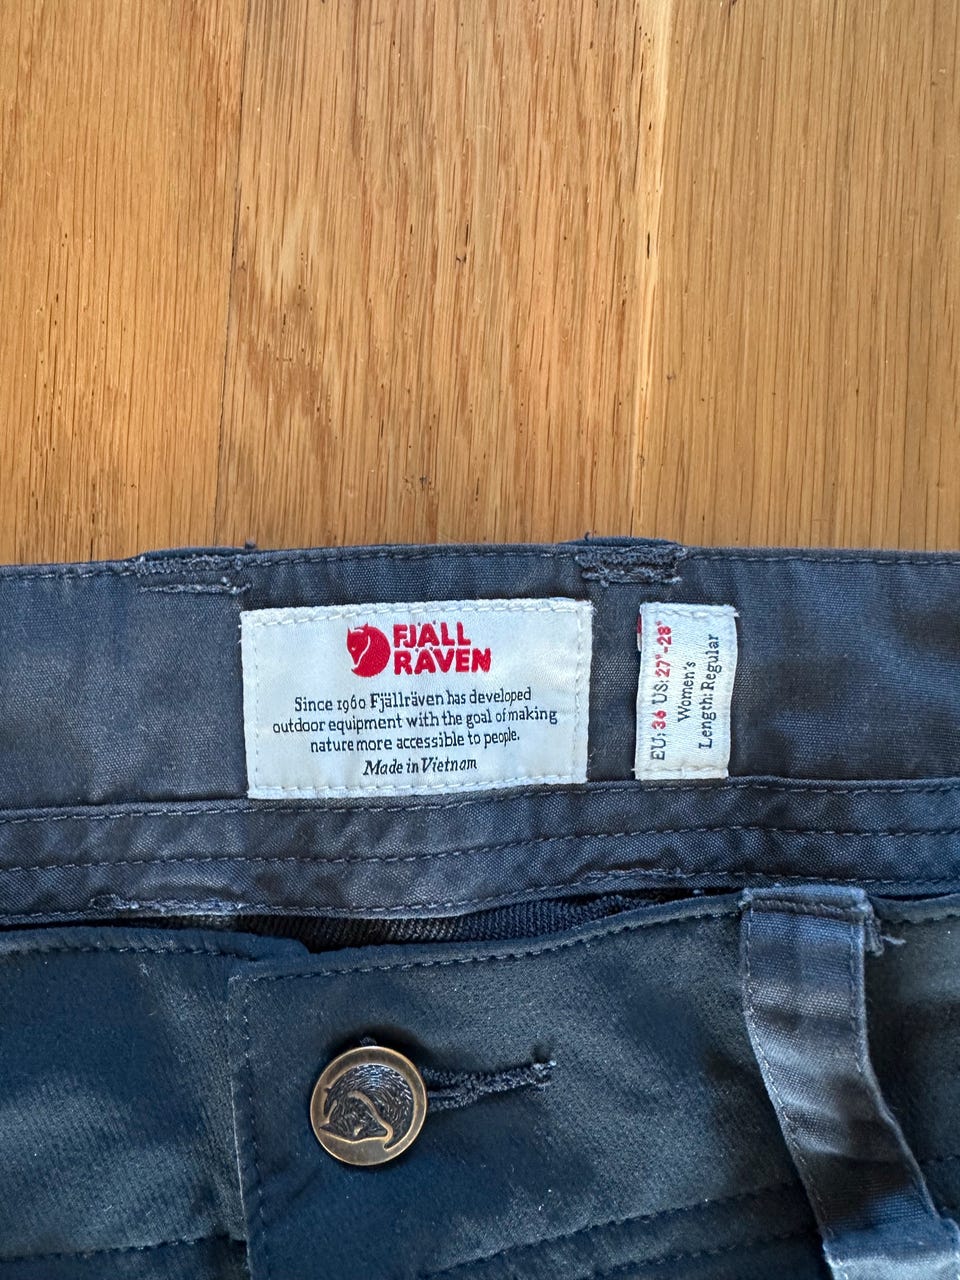 FJÄLL
RÄVEN
Since 1960 Fjällräven has developed
outdoor equipment with the goal of making
nature more accessible to people.
Made in Vietnam
EU: 36 US: 27"-28"
Women's
Length: Regular